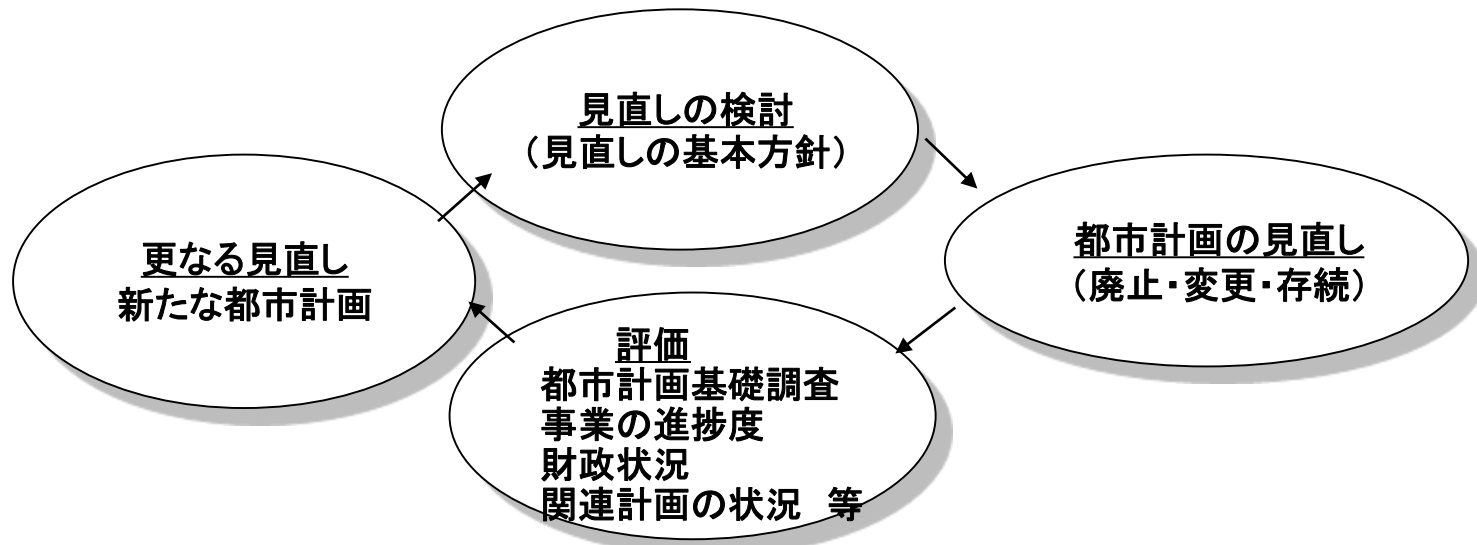 見直しの検討
（見直しの基本方針）
都市計画の見直し
（廃止・変更・存続）
評価
都市計画基礎調査
事業の進捗度
財政状況
関連計画の状況　等
更なる見直し
新たな都市計画